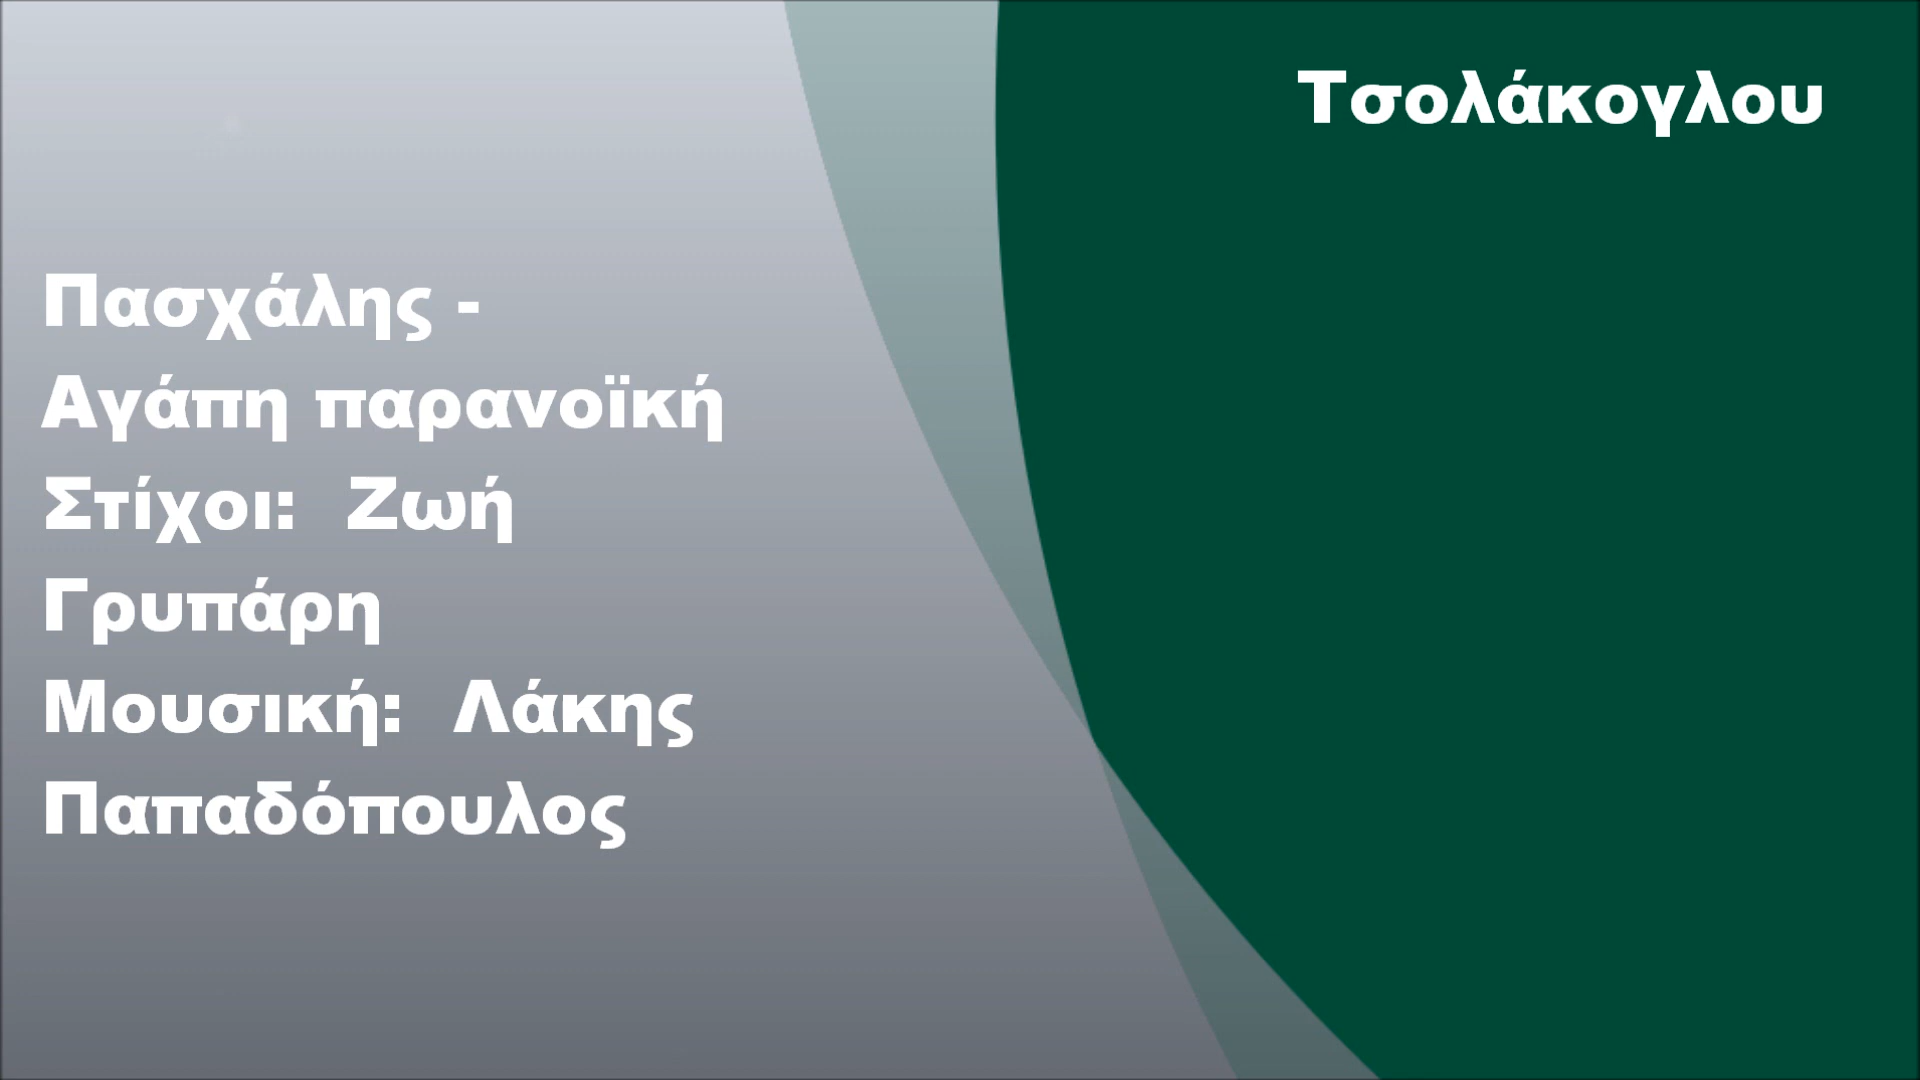 Τσολάκογλου
Πασχάλης -
Αγάπη παρανοϊκή
Στίχοι:  Ζωή
Γρυπάρη
Μουσική:  Λάκης
Παπαδόπουλος